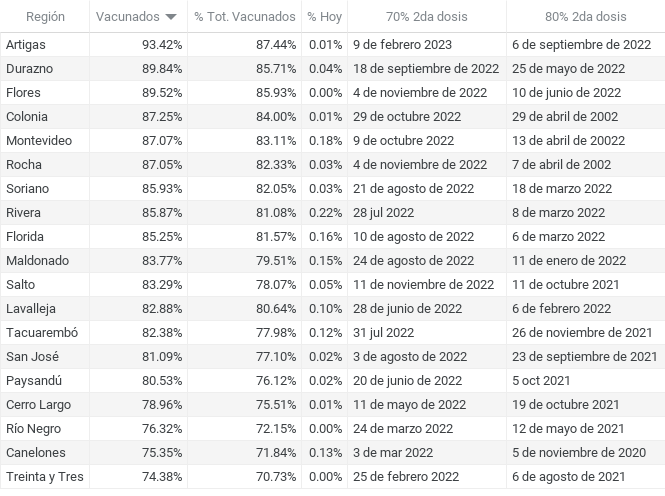 Región Vacunados % Tot. Vacunados % Hoy 70% 2da dosis 80% 2da dosis
Artigas 93.42% 87.44% 0.01% 9 de febrero 2023 6 de septiembre de 2022
Durazno 89.84% 85.71% 0.04% 18 de septiembre de 2022 25 de mayo de 2022
Flores 89.52% 85.93% 0.00% 4 de noviembre de 2022 10 de junio de 2022
Colonia 87.25% 84.00% 0.01% 29 de octubre 2022 29 de abril de 2002
Montevideo 87.07% 83.11% 0.18% 9 de octubre 2022 13 de abril de 20022
Rocha 87.05% 82.33% 0.03% 4 de noviembre de 2022 7 de abril de 2002
Soriano 85.93% 82.05% 0.03% 21 de agosto de 2022 18 de marzo 2022
Rivera 85.87% 81.08% 0.22% 28 jul 2022 8 de marzo 2022
Florida 85.25% 81.57% 0.16% 10 de agosto de 2022 6 de marzo 2022
Maldonado 83.77% 79.51% 0.15% 24 de agosto de 2022 11 de enero de 2022
Salto 83.29% 78.07% 0.05% 11 de noviembre de 2022 11 de octubre 2021
Lavalleja 82.88% 80.64% 0.10% 28 de junio de 2022 6 de febrero 2022
Tacuarembó 82.38% 77.98% 0.12% 31 jul 2022 26 de noviembre de 2021
San José 81.09% 77.10% 0.02% 3 de agosto de 2022 23 de septiembre de 2021
Paysandú 80.53% 76.12% 0.02% 20 de junio de 2022 5 oct 2021
Cerro Largo 78.96% 75.51% 0.01% 11 de mayo de 2022 19 de octubre 2021
Río Negro 76.32% 72.15% 0.00% 24 de marzo 2022 12 de mayo de 2021
Canelones 75.35% 71.84% 0.13% 3 de mar 2022 5 de noviembre de 2020
Treinta y Tres 74.38% 70.73% 0.00% 25 de febrero 2022 6 de agosto de 2021